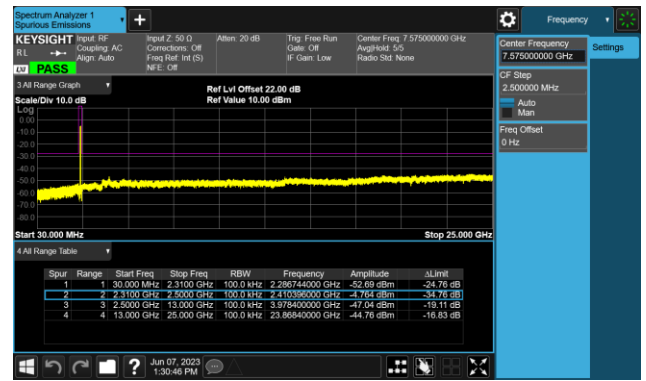 Spectrum Analyzer 1
Spurious Emissions
+
Frequency
KEYSIGHT
Input: RF
Coupling: AC
Align: Auto
Input Z: 50 Ω
Corrections: Off
Freq Ref: Int (S)
NFE: Off
Atten: 20 dB
Trig: Free Run
Gate: Off
IF Gain: Low
Center Freq: 7.575000000 GHz
Avg|Hold: 5/5
Radio Std: None
RL
LXI
PASS
Center Frequency
7.575000000 GHz
Settings
CF Step
2.500000 MHz
Auto
Man
Freq Offset
0 Hz
3 All Range Graph
Scale/Div 10.0 dB
Ref Lvl Offset 22.00 dB
Ref Value 10.00 dBm
Log
0.00
-10.0
-20.0
-30.0
-40.0
-50.0
-60.0
-70.0
-80.0
Start 30.000 MHz
Stop 25.000 GHz
4 All Range Table
Spur Range Start Freq Stop Freq RBW Frequency Amplitude ΔLimit
1 1 30.000 MHz 2.3100 GHz 100.0 kHz 2.286744000 GHz -52.69 dBm -24.76 dB
2 2 2.3100 GHz 2.5000 GHz 100.0 kHz 2.410396000 GHz -4.764 dBm -34.76 dB
3 3 2.5000 GHz 13.000 GHz 100.0 kHz 3.978400000 GHz -47.04 dBm -19.11 dB
4 4 13.000 GHz 25.000 GHz 100.0 kHz 23.86840000 GHz -44.76 dBm -16.83 dB
?
Jun 07, 2023
1:30:46 PM